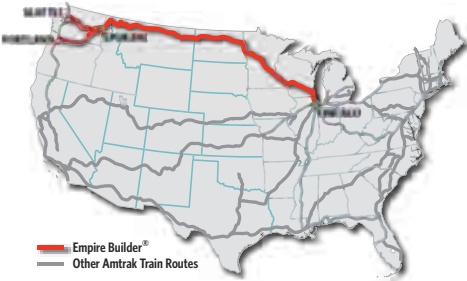 SEATTLE
PORTLAND
SPOKANE
CHICAGO
Empire Builder®
Other Amtrak Train Routes